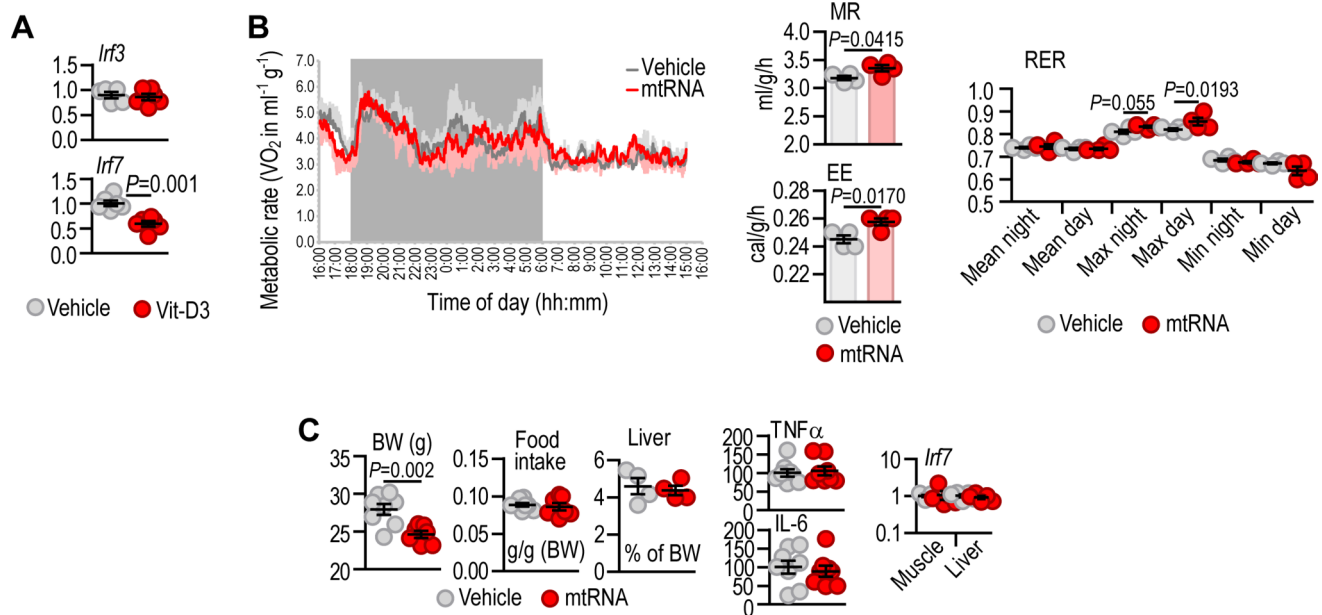 A
Irf3
1.5
1.0
0.5
0.0
Irf7
1.5
P=0.001
1.0
0.5
0.0
Vehicle
Vit-D3
B
Metabolic rate (VO2 in ml⁻¹ g⁻¹)
7.0
6.0
5.0
4.0
3.0
2.0
1.0
0.0
Vehicle
mtRNA
16:00
17:00
18:00
19:00
20:00
21:00
22:00
23:00
0:00
1:00
2:00
3:00
4:00
5:00
6:00
7:00
8:00
9:00
10:00
11:00
12:00
13:00
14:00
15:00
16:00
Time of day (hh:mm)
MR
P=0.0415
ml/g/h
4.0
3.5
3.0
2.5
2.0
EE
P=0.0170
cal/g/h
0.28
0.26
0.24
0.22
Vehicle
mtRNA
RER
P=0.0193
P=0.055
1.0
0.9
0.8
0.7
0.6
0.5
Mean night
Mean day
Max night
Max day
Min night
Min day
Vehicle
mtRNA
C
BW (g)
P=0.002
35
30
25
20
Food
intake
0.15
0.10
0.05
0.00
g/g (BW)
Liver
6
4
2
0
% of BW
Vehicle
mtRNA
TNFα
200
150
100
50
0
IL-6
200
150
100
50
0
Irf7
10
1
0.1
Muscle
Liver